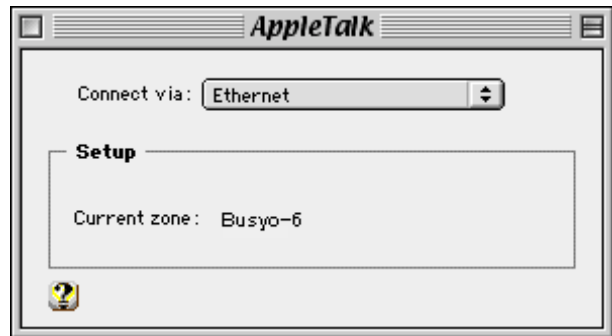 AppleTalk
Connect via: Ethernet
Setup
Current zone: Busyo-6
?